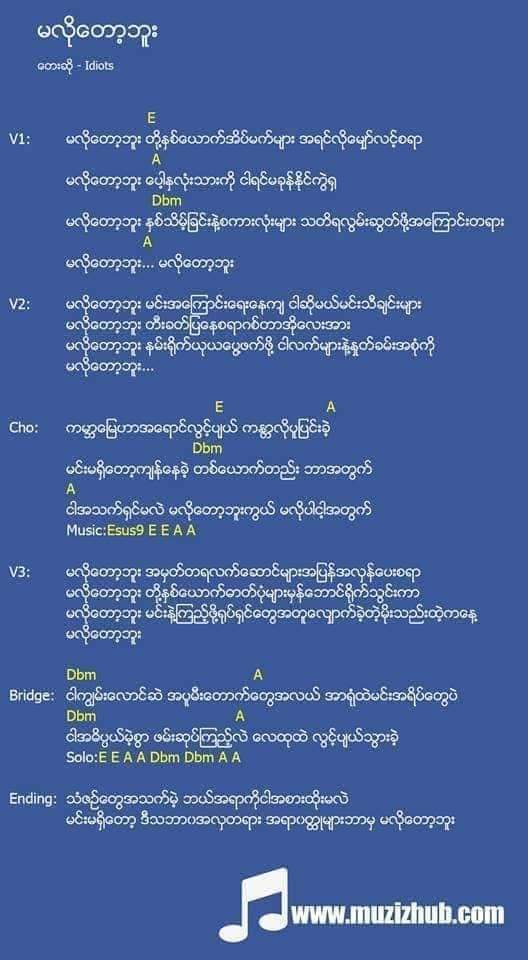 မလိုတော့ဘူး
တေးဆို - Idiots
E
V1: မလိုတော့ဘူး တို့နှစ်ယောက်အိပ်မက်များ အရင်လိုမျှော်လင့်စရာ
A
မလိုတော့ဘူး ပေါ့နှလုံးသားကို ငါရင်မခုန်နိုင်ကွဲရှ
Dbm
မလိုတော့ဘူး နှစ်သိမ့်ခြင်းနဲ့စကားလုံးများ သတိရလွမ်းဆွတ်ဖို့အကြောင်းတရား
A
မလိုတော့ဘူး... မလိုတော့ဘူး
V2: မလိုတော့ဘူး မင်းအကြောင်းရေးနေကျ ငါဆိုမယ်မင်းသီချင်းများ
မလိုတော့ဘူး တီးခတ်ပြနေစရာဂစ်တာအိုလေးအား
မလိုတော့ဘူး နမ်းရှိုက်ယုယပွေ့ဖက်ဖို့ ငါလက်များနဲ့နှုတ်ခမ်းအစုံကို
မလိုတော့ဘူး...
E A
Cho: ကမ္ဘာမြေဟာအရောင်လွင့်ပျယ် ကန္တာလိုပူပြင်းခဲ့
Dbm
မင်းမရှိတော့ကျန်နေခဲ့ တစ်ယောက်တည်း ဘာအတွက်
A
ငါအသက်ရှင်မလဲ မလိုတော့ဘူးကွယ် မလိုပါငါ့အတွက်
Music:Esus9 E E A A
V3: မလိုတော့ဘူး အမှတ်တရလက်ဆောင်များအပြန်အလှန်ပေးစရာ
မလိုတော့ဘူး တို့နှစ်ယောက်ဓာတ်ပုံများမှန်ဘောင်ရိုက်သွင်းကာ
မလိုတော့ဘူး မင်းနဲ့ကြည့်ဖို့ရုပ်ရှင်တွေအတူလျှောက်ခဲ့တဲ့မိုးသည်းထဲ့ကနေ့
မလိုတော့ဘူး
Dbm A
Bridge: ငါကျွမ်းလောင်ဆဲ အပူမီးတောက်တွေအလယ် အာရုံထဲမင်းအရိပ်တွေပဲ
Dbm A
ငါအဓိပ္ပယ်မဲ့စွာ ဖမ်းဆုပ်ကြည့်လဲ လေထုထဲ လွင့်ပျယ်သွားခဲ့
Solo:E E A A Dbm Dbm A A
Ending: သံစဉ်တွေအသက်မဲ့ ဘယ်အရာကိုငါအစားထိုးမလဲ
မင်းမရှိတော့ ဒီသဘာဝအလှတရား အရာဝတ္ထုများဘာမှ မလိုတော့ဘူး
www.muzizhub.com